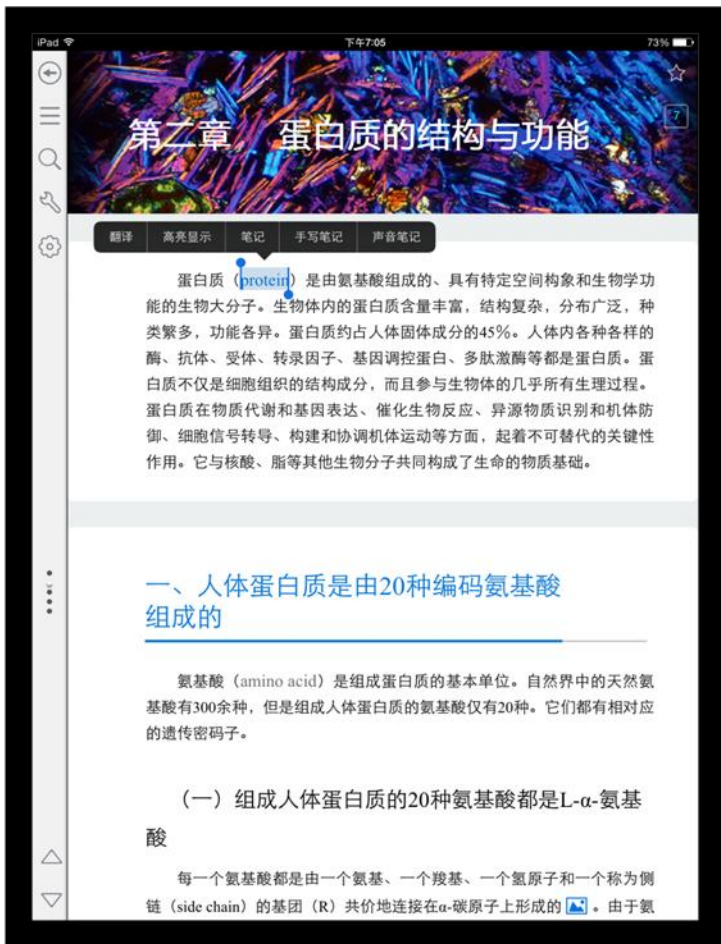 iPad 下午7:05 73%
第二章 蛋白质的结构与功能
7
翻译 高亮显示 笔记 手写笔记 声音笔记
蛋白质（protein）是由氨基酸组成的、具有特定空间构象和生物学功
能的生物大分子。生物体内的蛋白质含量丰富，结构复杂，分布广泛，种
类繁多，功能各异。蛋白质约占人体固体成分的45%。人体内各种各样的
酶、抗体、受体、转录因子、基因调控蛋白、多肽激酶等都是蛋白质。蛋
白质不仅是细胞组织的结构成分，而且参与生物体的几乎所有生理过程。
蛋白质在物质代谢和基因表达、催化生物反应、异源物质识别和机体防
御、细胞信号转导、构建和协调机体运动等方面，起着不可替代的关键性
作用。它与核酸、脂等其他生物分子共同构成了生命的物质基础。
一、人体蛋白质是由20种编码氨基酸
组成的
氨基酸（amino acid）是组成蛋白质的基本单位。自然界中的天然氨
基酸有300余种，但是组成人体蛋白质的氨基酸仅有20种。它们都有相对应
的遗传密码子。
（一）组成人体蛋白质的20种氨基酸都是L-α-氨基
酸
每一个氨基酸都是由一个氨基、一个羧基、一个氢原子和一个称为侧
链（side chain）的基团（R）共价地连接在α-碳原子上形成的 。由于氨